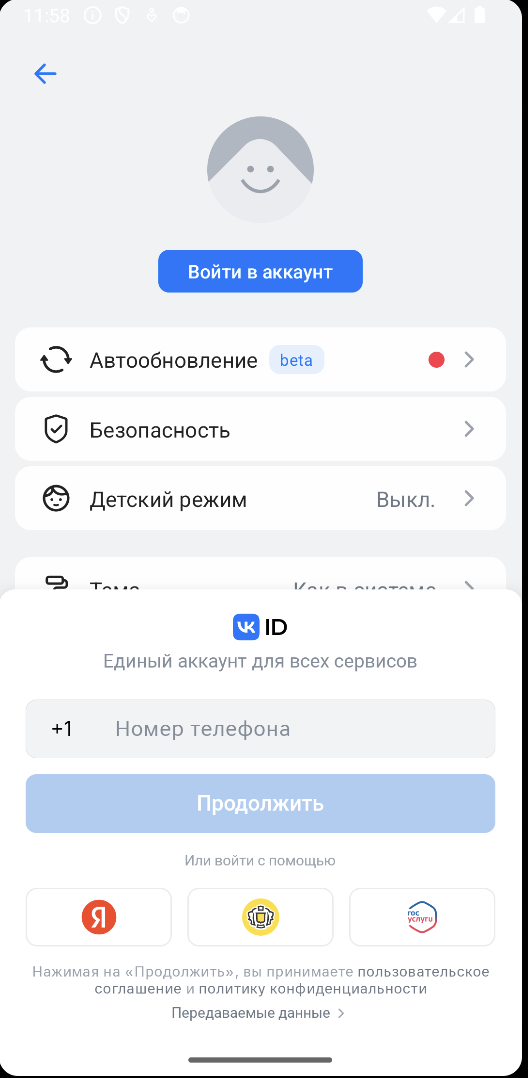 11:58
Войти в аккаунт
Автообновление beta
Безопасность
Детский режим Выкл.
Тема Как в системе
VK ID
Единый аккаунт для всех сервисов
+1 Номер телефона
Продолжить
Или войти с помощью
Я
гос
услуги
Нажимая на «Продолжить», вы принимаете пользовательское
соглашение и политику конфиденциальности
Передаваемые данные